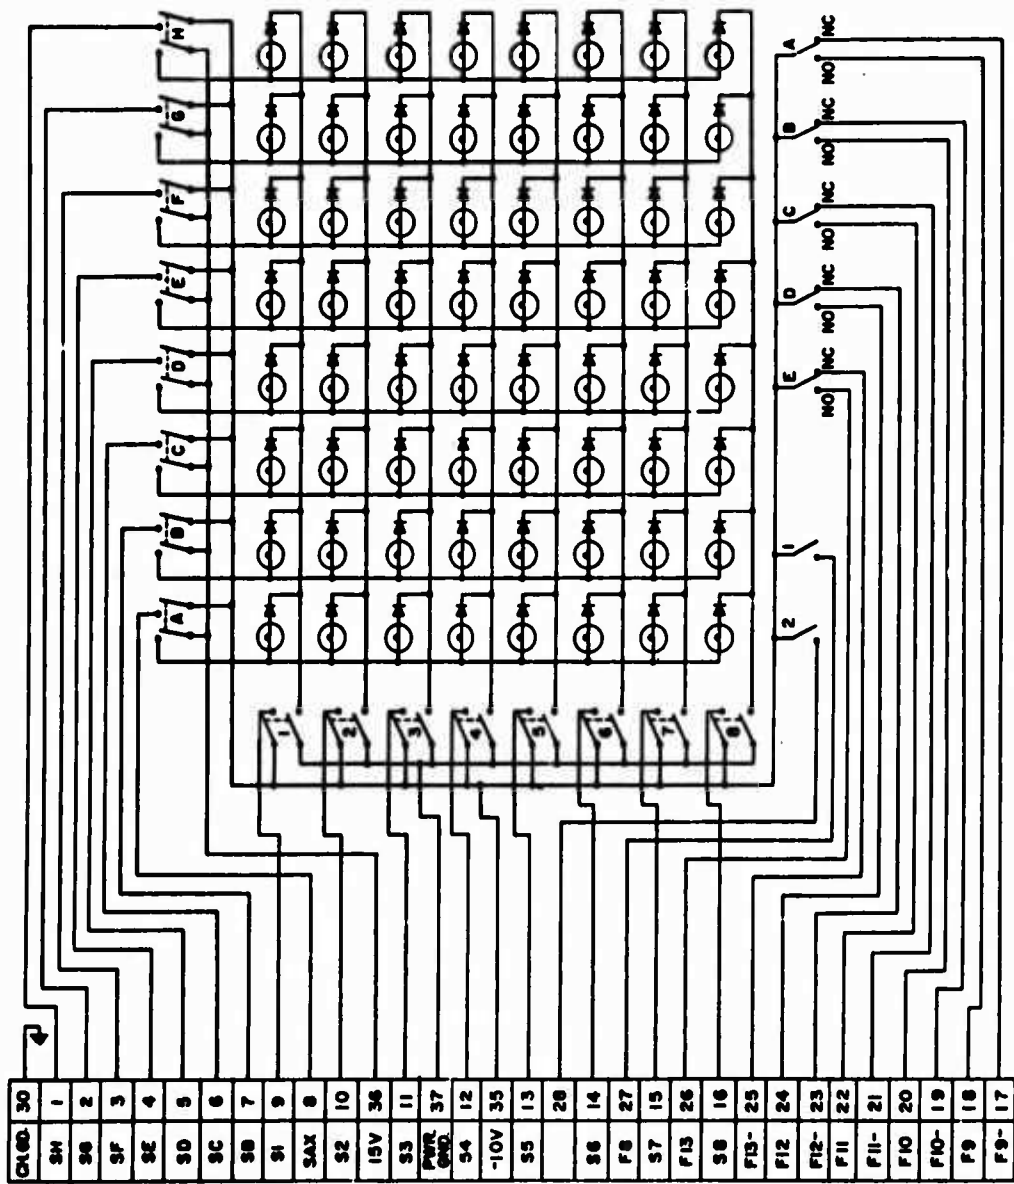 CH. GD. 30
SH 1
SG 2
SF 3
SE 4
SD 5
SC 6
SB 7
S1 9
SAX 8
S2 10
15V 36
S3 11
PWR.
GND. 37
S4 12
-10V 35
S5 13
28
S6 14
F8 27
S7 15
F13 26
S8 16
F13- 25
F12 24
F12- 23
F11 22
F11- 21
F10 20
F10- 19
F9 18
F9- 17
A
B
C
D
E
F
G
H
1
2
3
4
5
6
7
8
2
1
E
NO NC
D
NO NC
C
NO NC
B
NO NC
A
NO NC